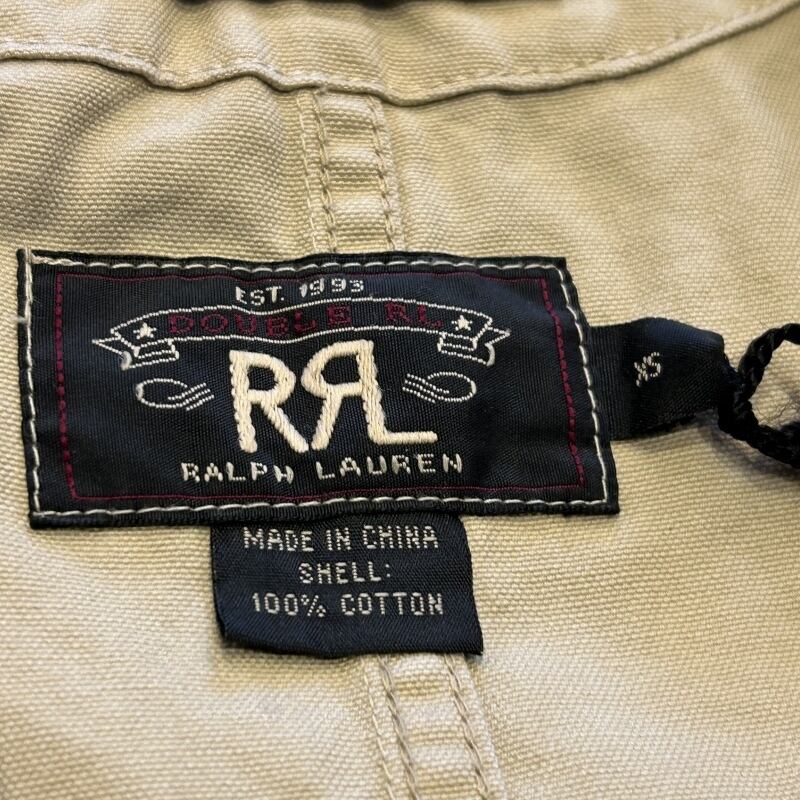 EST. 1993
DOUBLE RL
RRL
RALPH LAUREN
XS
MADE IN CHINA
SHELL:
100% COTTON